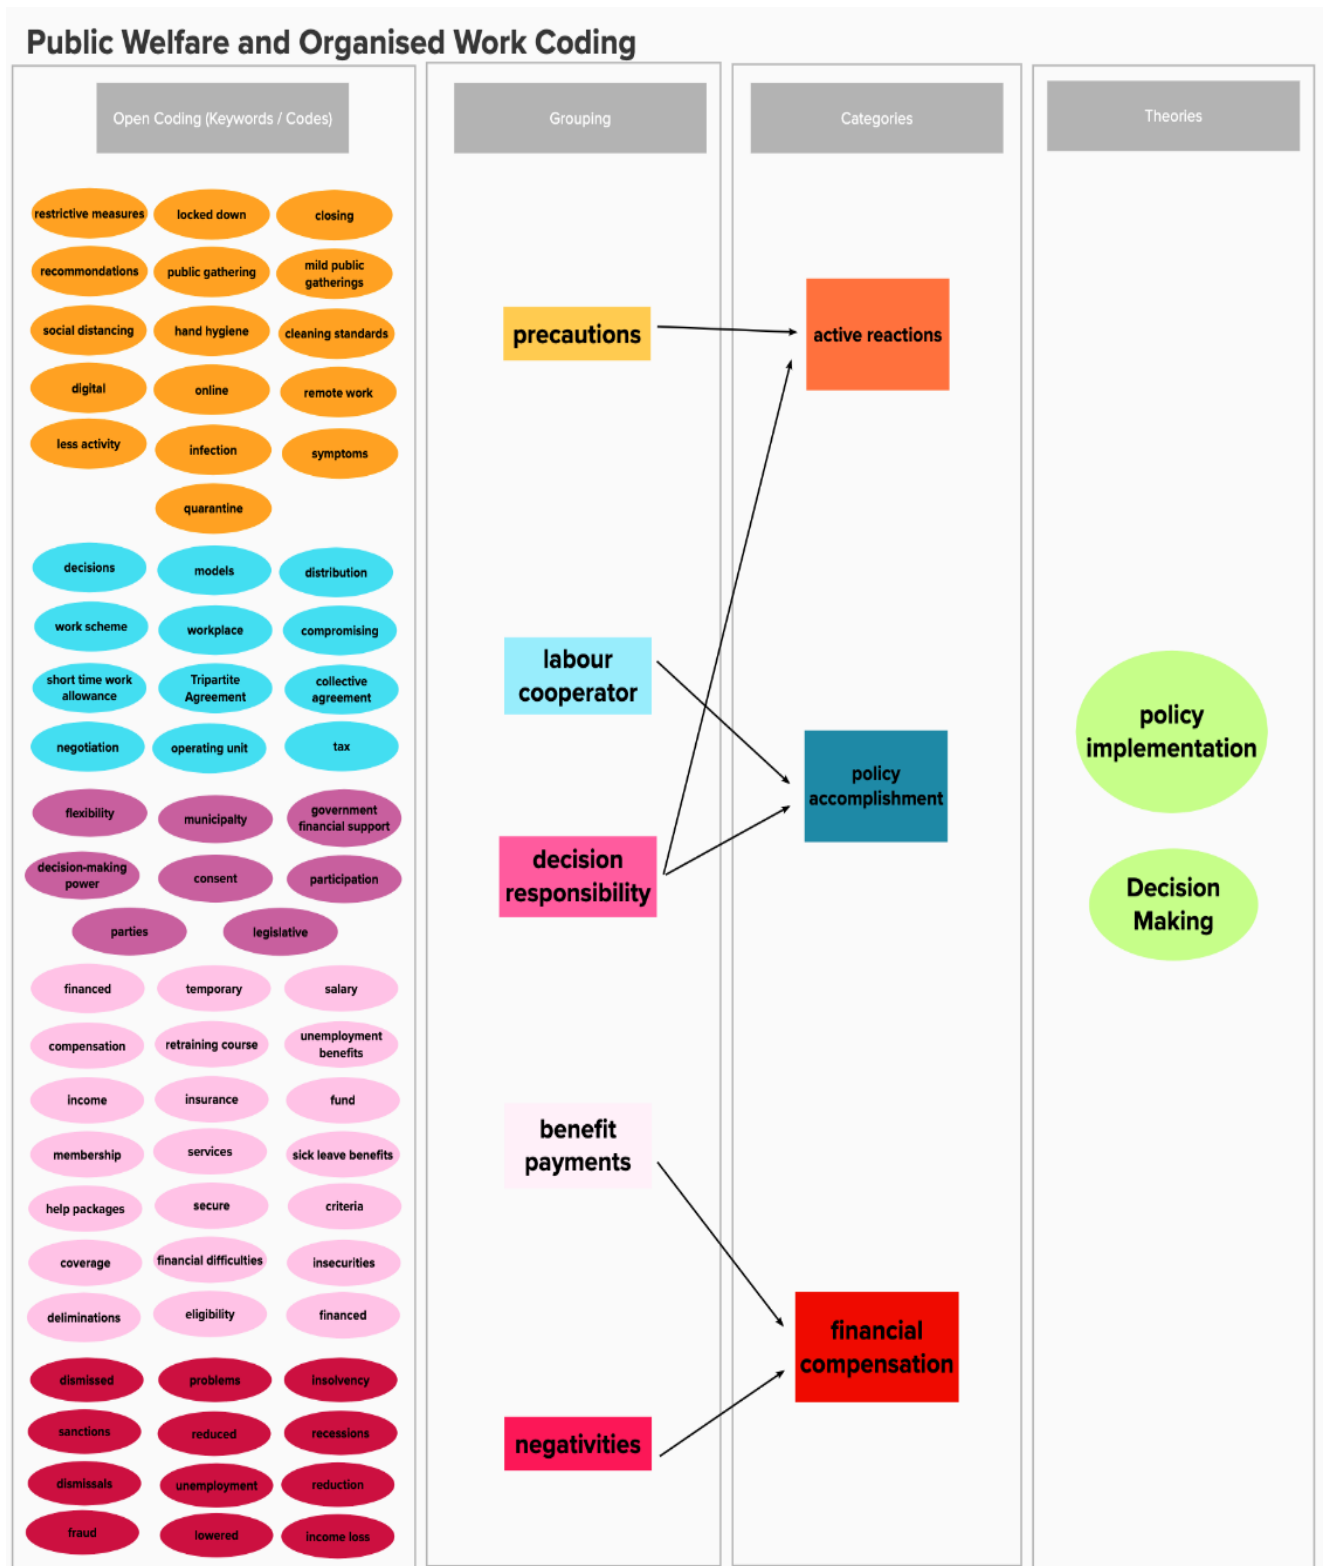 Public Welfare and Organised Work Coding
Open Coding (Keywords / Codes)
restrictive measures
locked down
closing
recommondations
public gathering
mild public
gatherings
social distancing
hand hygiene
cleaning standards
digital
online
remote work
less activity
infection
symptoms
quarantine
decisions
models
distribution
work scheme
workplace
compromising
short time work
allowance
Tripartite
Agreement
collective
agreement
negotiation
operating unit
tax
flexibility
municipalty
government
financial support
decision-making
power
consent
participation
parties
legislative
financed
temporary
salary
compensation
retraining course
unemployment
benefits
income
insurance
fund
membership
services
sick leave benefits
help packages
secure
criteria
coverage
financial difficulties
insecurities
deliminations
eligibility
financed
dismissed
problems
insolvency
sanctions
reduced
recessions
dismissals
unemployment
reduction
fraud
lowered
income loss
Grouping
precautions
labour
cooperator
decision
responsibility
benefit
payments
negativities
Categories
active reactions
policy
accomplishment
financial
compensation
Theories
policy
implementation
Decision
Making